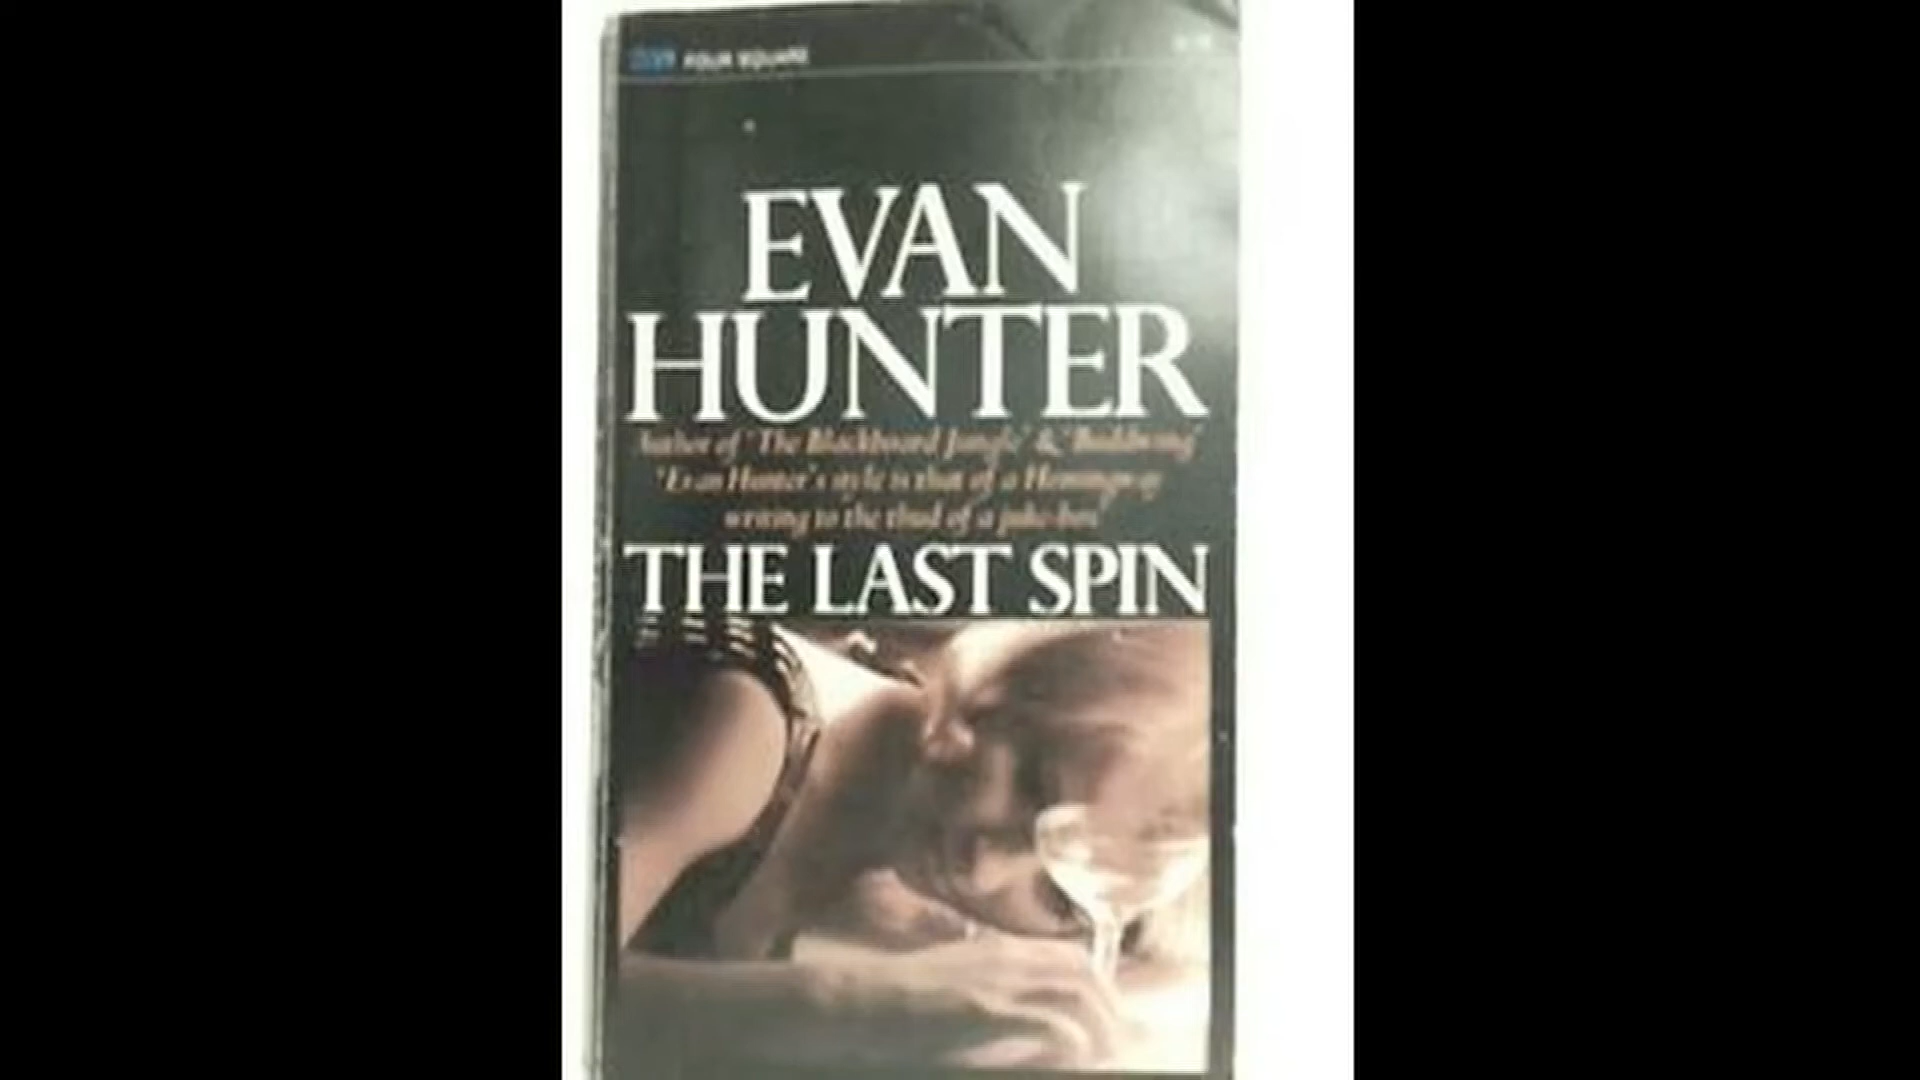 FOUR SQUARE
EVAN
HUNTER
Author of 'The Blackboard Jungle' & 'Buddwing'
'Evan Hunter's style is that of a Hemingway
writing to the thud of a juke-box'
THE LAST SPIN